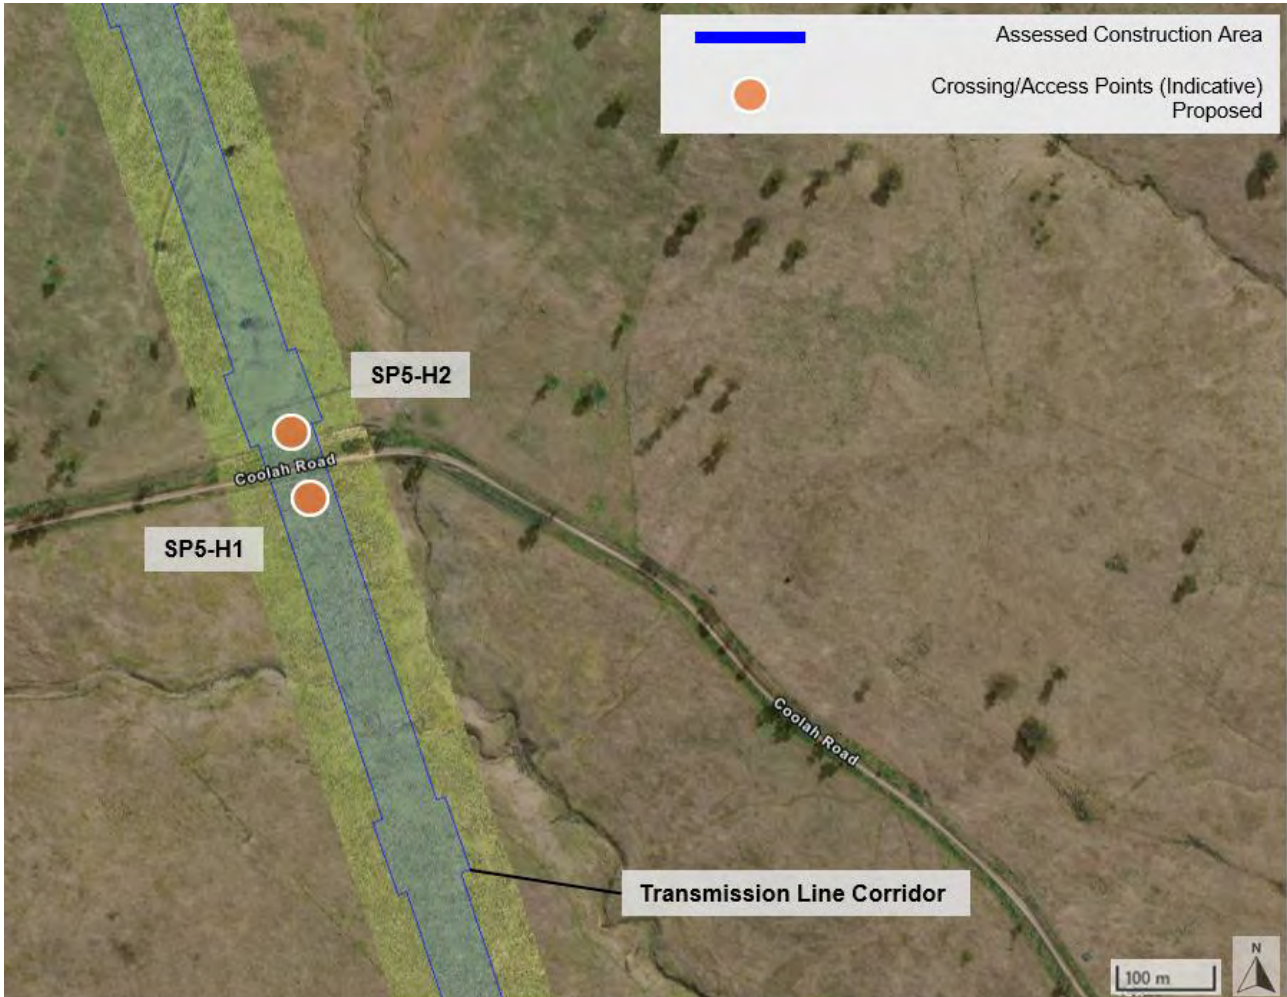 Assessed Construction Area
Crossing/Access Points (Indicative)
Proposed
SP5-H2
Coolah Road
SP5-H1
Coolah Road
Transmission Line Corridor
N
100 m